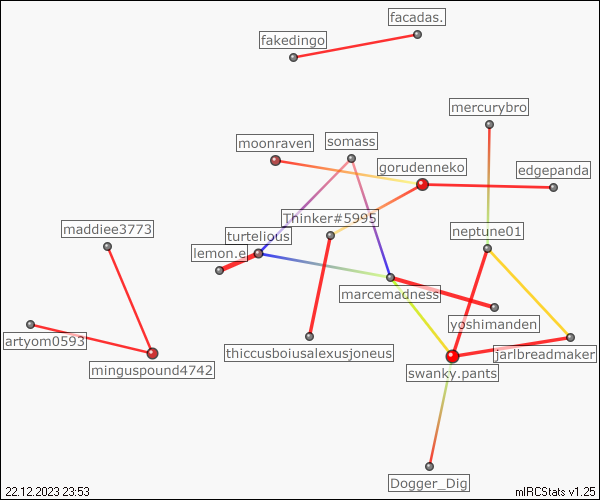 facadas.
fakedingo
mercurybro
moonraven
somass
gorudenneko
edgepanda
Thinker#5995
maddiee3773
turtelious
neptune01
lemon.e
marcemadness
yoshimanden
artyom0593
thiccusboiusalexusjoneus
jarlbreadmaker
minguspound4742
swanky.pants
Dogger_Dig
22.12.2023 23:53
mIRCStats v1.25